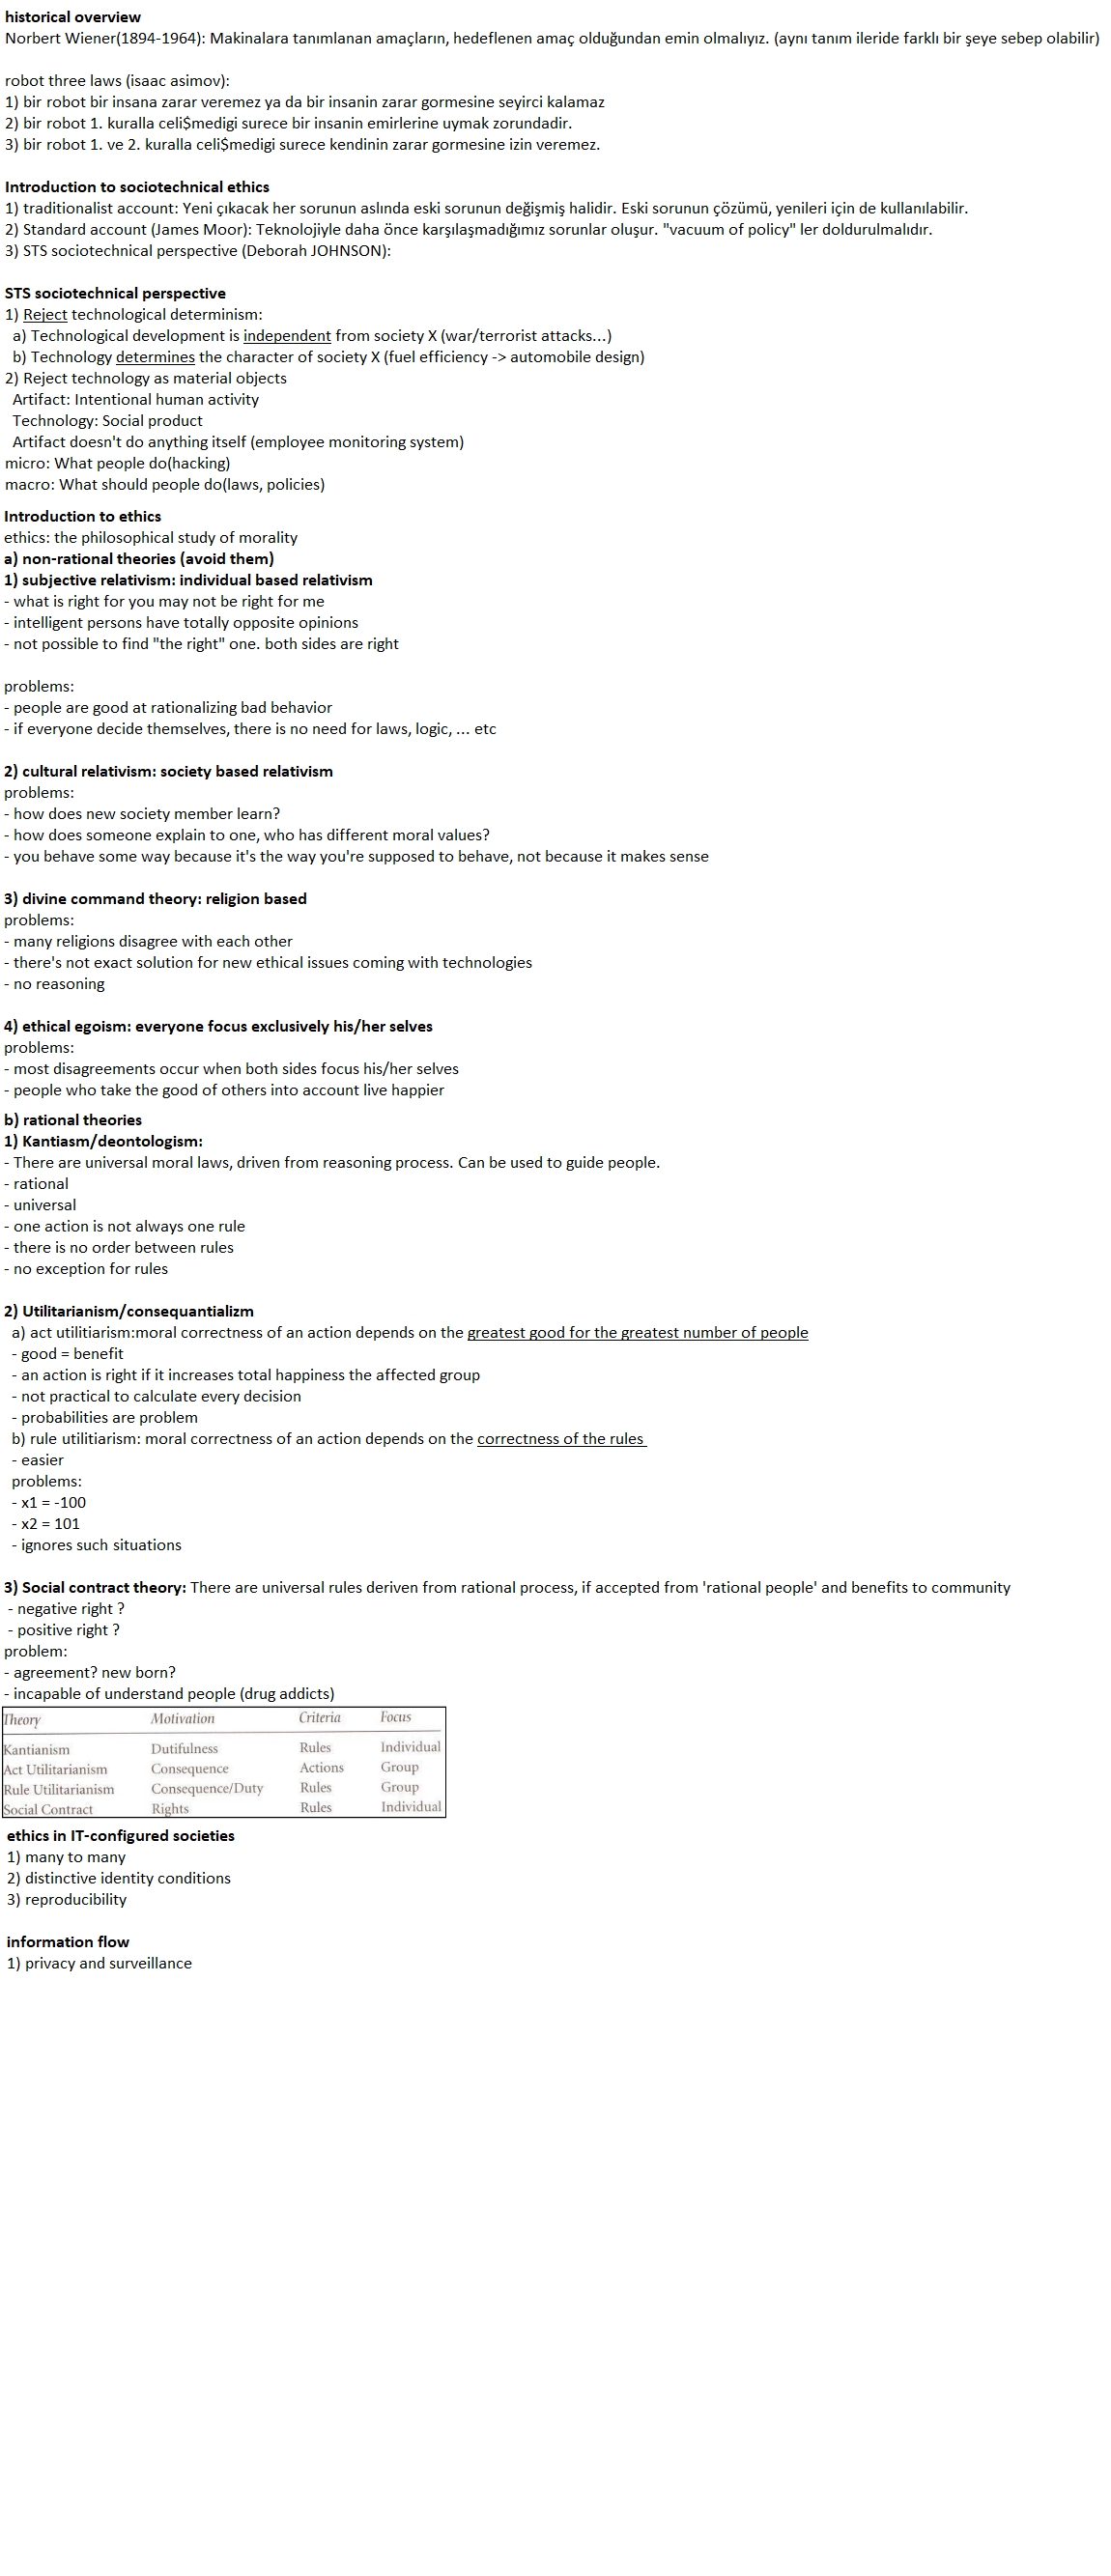 historical overview
Norbert Wiener(1894-1964): Makinalara tanımlanan amaçların, hedeflenen amaç olduğundan emin olmalıyız. (aynı tanım ileride farklı bir şeye sebep olabilir)
robot three laws (isaac asimov):
1) bir robot bir insana zarar veremez ya da bir insanin zarar gormesine seyirci kalamaz
2) bir robot 1. kuralla celi$medigi surece bir insanin emirlerine uymak zorundadir.
3) bir robot 1. ve 2. kuralla celi$medigi surece kendinin zarar gormesine izin veremez.
Introduction to sociotechnical ethics
1) traditionalist account: Yeni çıkacak her sorunun aslında eski sorunun değişmiş halidir. Eski sorunun çözümü, yenileri için de kullanılabilir.
2) Standard account (James Moor): Teknolojiyle daha önce karşılaşmadığımız sorunlar oluşur. "vacuum of policy" ler doldurulmalıdır.
3) STS sociotechnical perspective (Deborah JOHNSON):
STS sociotechnical perspective
1) Reject technological determinism:
a) Technological development is independent from society X (war/terrorist attacks...)
b) Technology determines the character of society X (fuel efficiency -> automobile design)
2) Reject technology as material objects
Artifact: Intentional human activity
Technology: Social product
Artifact doesn't do anything itself (employee monitoring system)
micro: What people do(hacking)
macro: What should people do(laws, policies)
Introduction to ethics
ethics: the philosophical study of morality
a) non-rational theories (avoid them)
1) subjective relativism: individual based relativism
- what is right for you may not be right for me
- intelligent persons have totally opposite opinions
- not possible to find "the right" one. both sides are right
problems:
- people are good at rationalizing bad behavior
- if everyone decide themselves, there is no need for laws, logic, ... etc
2) cultural relativism: society based relativism
problems:
- how does new society member learn?
- how does someone explain to one, who has different moral values?
- you behave some way because it's the way you're supposed to behave, not because it makes sense
3) divine command theory: religion based
problems:
- many religions disagree with each other
- there's not exact solution for new ethical issues coming with technologies
- no reasoning
4) ethical egoism: everyone focus exclusively his/her selves
problems:
- most disagreements occur when both sides focus his/her selves
- people who take the good of others into account live happier
b) rational theories
1) Kantiasm/deontologism:
- There are universal moral laws, driven from reasoning process. Can be used to guide people.
- rational
- universal
- one action is not always one rule
- there is no order between rules
- no exception for rules
2) Utilitarianism/consequantializm
a) act utilitiarism:moral correctness of an action depends on the greatest good for the greatest number of people
- good = benefit
- an action is right if it increases total happiness the affected group
- not practical to calculate every decision
- probabilities are problem
b) rule utilitiarism: moral correctness of an action depends on the correctness of the rules
- easier
problems:
- x1 = -100
- x2 = 101
- ignores such situations
3) Social contract theory: There are universal rules deriven from rational process, if accepted from 'rational people' and benefits to community
- negative right ?
- positive right ?
problem:
- agreement? new born?
- incapable of understand people (drug addicts)
Theory Motivation Criteria Focus
Kantianism Dutifulness Rules Individual
Act Utilitarianism Consequence Actions Group
Rule Utilitarianism Consequence/Duty Rules Group
Social Contract Rights Rules Individual
ethics in IT-configured societies
1) many to many
2) distinctive identity conditions
3) reproducibility
information flow
1) privacy and surveillance